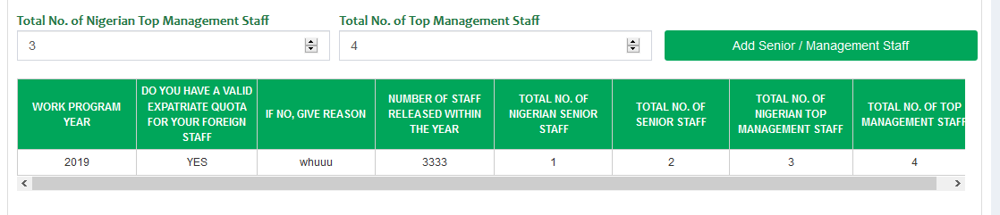 Total No. of Nigerian Top Management Staff
Total No. of Top Management Staff
3
4
Add Senior / Management Staff
WORK PROGRAM
YEAR
DO YOU HAVE A VALID
EXPATRIATE QUOTA
FOR YOUR FOREIGN
STAFF
IF NO, GIVE REASON
NUMBER OF STAFF
RELEASED WITHIN
THE YEAR
TOTAL NO. OF
NIGERIAN SENIOR
STAFF
TOTAL NO. OF
SENIOR STAFF
TOTAL NO. OF
NIGERIAN TOP
MANAGEMENT STAFF
TOTAL NO. OF TOP
MANAGEMENT STAFF
2019
YES
whuuu
3333
1
2
3
4